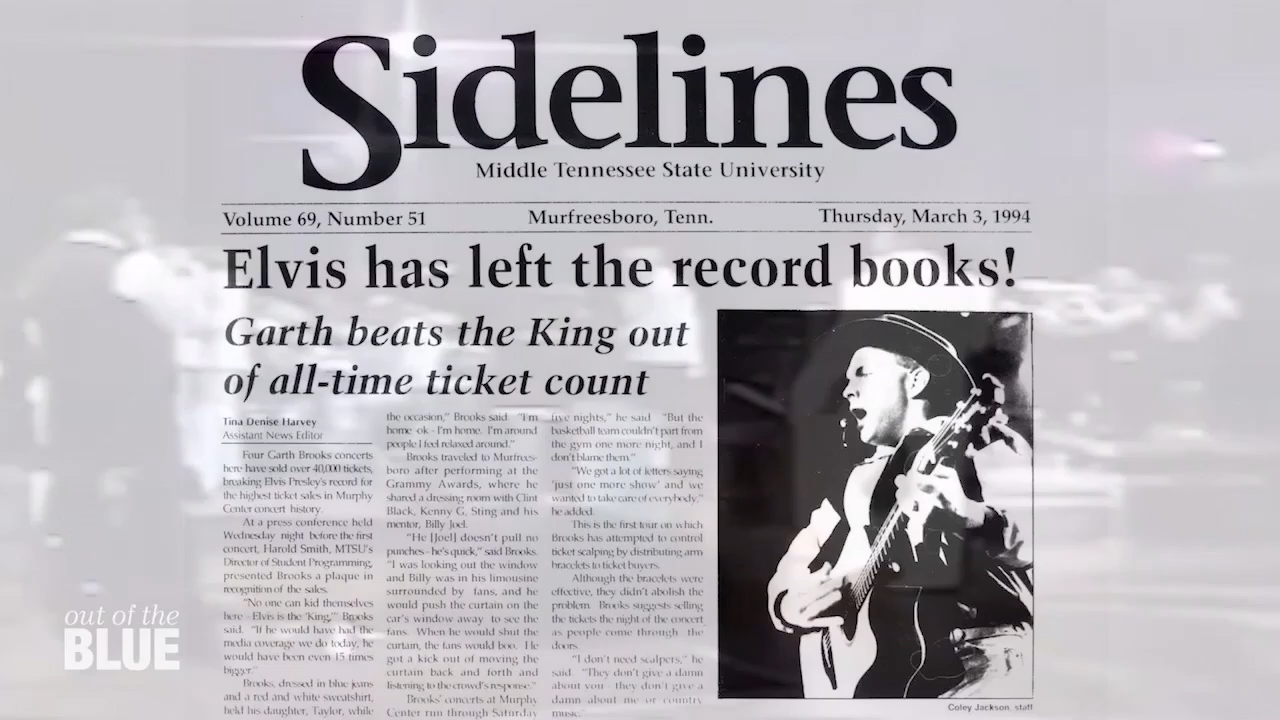 Sidelines
Middle Tennessee State University
Volume 69, Number 51 Murfreesboro, Tenn. Thursday, March 3, 1994
Elvis has left the record books!
Garth beats the King out
of all-time ticket count
Tina Denise Harvey
Assistant News Editor
Four Garth Brooks concerts
here have sold over 40,000 tickets,
breaking Elvis Presley's record for
the highest ticket sales in Murphy
Center concert history.
At a press conference held
Wednesday night before the first
concert, Harold Smith, MTSU's
Director of Student Programming,
presented Brooks a plaque in
recognition of the sales.
"No one can kid themselves
here - Elvis is the 'King,'" Brooks
said. "If he would have had the
media coverage we do today, he
would have been even 15 times
bigger."
Brooks, dressed in blue jeans
and a red and white sweatshirt,
held his daughter, Taylor, while
the occasion," Brooks said. "I'm
home - ok - I'm home. I'm around
people I feel relaxed around."
Brooks traveled to Murfrees-
boro after performing at the
Grammy Awards, where he
shared a dressing room with Clint
Black, Kenny G, Sting and his
mentor, Billy Joel.
"He [Joel] doesn't pull no
punches - he's quick," said Brooks.
"I was looking out the window
and Billy was in his limousine
surrounded by fans, and he
would push the curtain on the
car's window away to see the
fans. When he would shut the
curtain, the fans would boo. He
got a kick out of moving the
curtain back and forth and
listening to the crowd's response."
Brooks' concerts at Murphy
Center run through Saturday
five nights," he said. "But the
basketball team couldn't part from
the gym one more night, and I
don't blame them."
"We got a lot of letters saying
'just one more show' and we
wanted to take care of everybody,"
he added.
This is the first tour on which
Brooks has attempted to control
ticket scalping by distributing arm
bracelets to ticket buyers.
Although the bracelets were
effective, they didn't abolish the
problem. Brooks suggests selling
the tickets the night of the concert
as people come through the
doors.
"I don't need scalpers," he
said. "They don't give a damn
about you - they don't give a
damn about me or country
music."
Coley Jackson, staff
out of the
BLUE